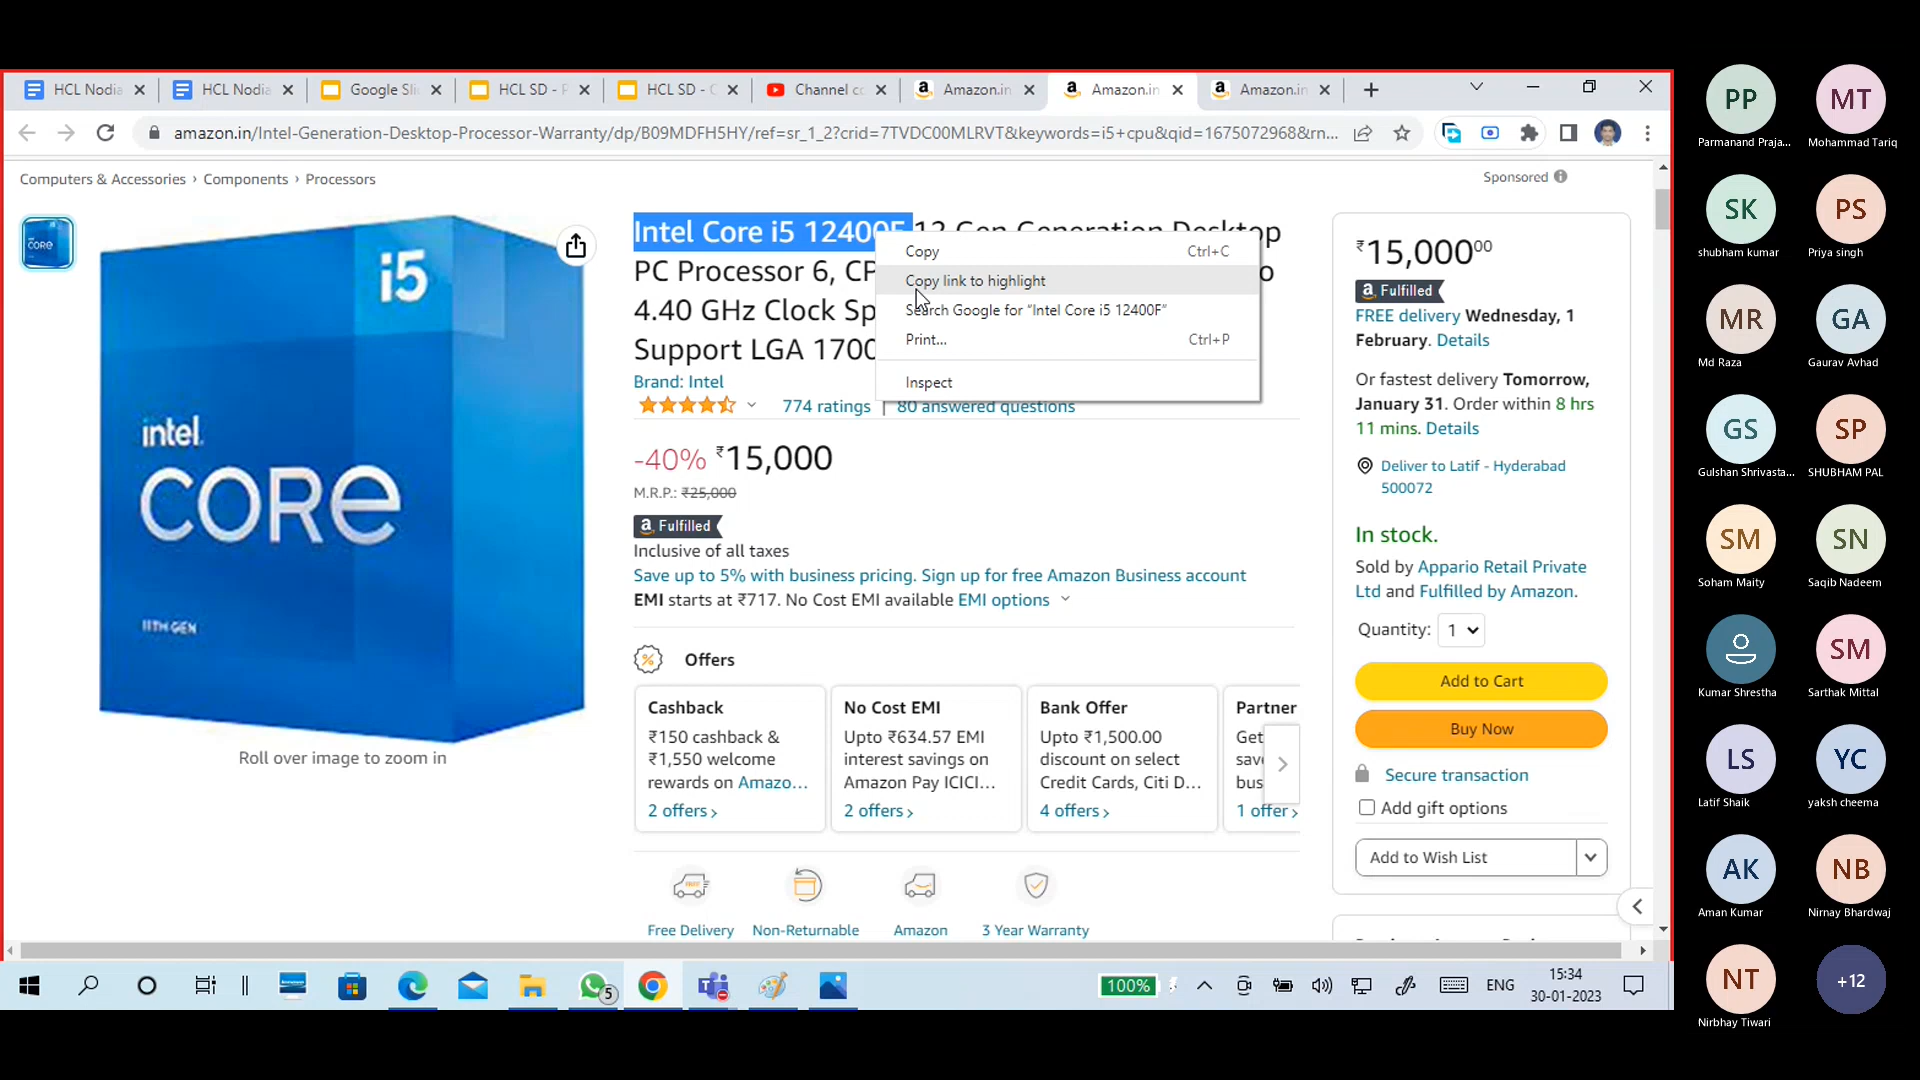 HCL Nodia
HCL Nodia
Google Sli
HCL SD - P
HCL SD - C
Channel co
Amazon.in
Amazon.in
Amazon.in
amazon.in/Intel-Generation-Desktop-Processor-Warranty/dp/B09MDFH5HY/ref=sr_1_2?crid=7TVDC00MLRVT&keywords=i5+cpu&qid=1675072968&rn...
Computers & Accessories › Components › Processors
Sponsored
CORE
i5
intel.
CORE
11TH GEN
Roll over image to zoom in
Intel Core i5 12400F 12 Gen Generation Desktop
PC Processor 6, CP
4.40 GHz Clock Sp
Support LGA 1700
Copy Ctrl+C
Copy link to highlight
Search Google for “Intel Core i5 12400F”
Print... Ctrl+P
Inspect
Brand: Intel
774 ratings | 80 answered questions
-40% ₹15,000
M.R.P.: ₹25,000
a Fulfilled
Inclusive of all taxes
Save up to 5% with business pricing. Sign up for free Amazon Business account
EMI starts at ₹717. No Cost EMI available EMI options
Offers
Cashback
₹150 cashback &
₹1,550 welcome
rewards on Amazo...
2 offers ›
No Cost EMI
Upto ₹634.57 EMI
interest savings on
Amazon Pay ICICI...
2 offers ›
Bank Offer
Upto ₹1,500.00
discount on select
Credit Cards, Citi D...
4 offers ›
Partner
Get
sav
bus
1 offer ›
Free Delivery
Non-Returnable
Amazon
3 Year Warranty
₹15,00000
a Fulfilled
FREE delivery Wednesday, 1
February. Details
Or fastest delivery Tomorrow,
January 31. Order within 8 hrs
11 mins. Details
Deliver to Latif - Hyderabad
500072
In stock.
Sold by Appario Retail Private
Ltd and Fulfilled by Amazon.
Quantity: 1
Add to Cart
Buy Now
Secure transaction
Add gift options
Add to Wish List
5
100%
ENG
15:34
30-01-2023
PP
Parmanand Praja...
MT
Mohammad Tariq
SK
shubham kumar
PS
Priya singh
MR
Md Raza
GA
Gaurav Avhad
GS
Gulshan Shrivasta...
SP
SHUBHAM PAL
SM
Soham Maity
SN
Saqib Nadeem
Kumar Shrestha
SM
Sarthak Mittal
LS
Latif Shaik
YC
yaksh cheema
AK
Aman Kumar
NB
Nirnay Bhardwaj
NT
Nirbhay Tiwari
+12